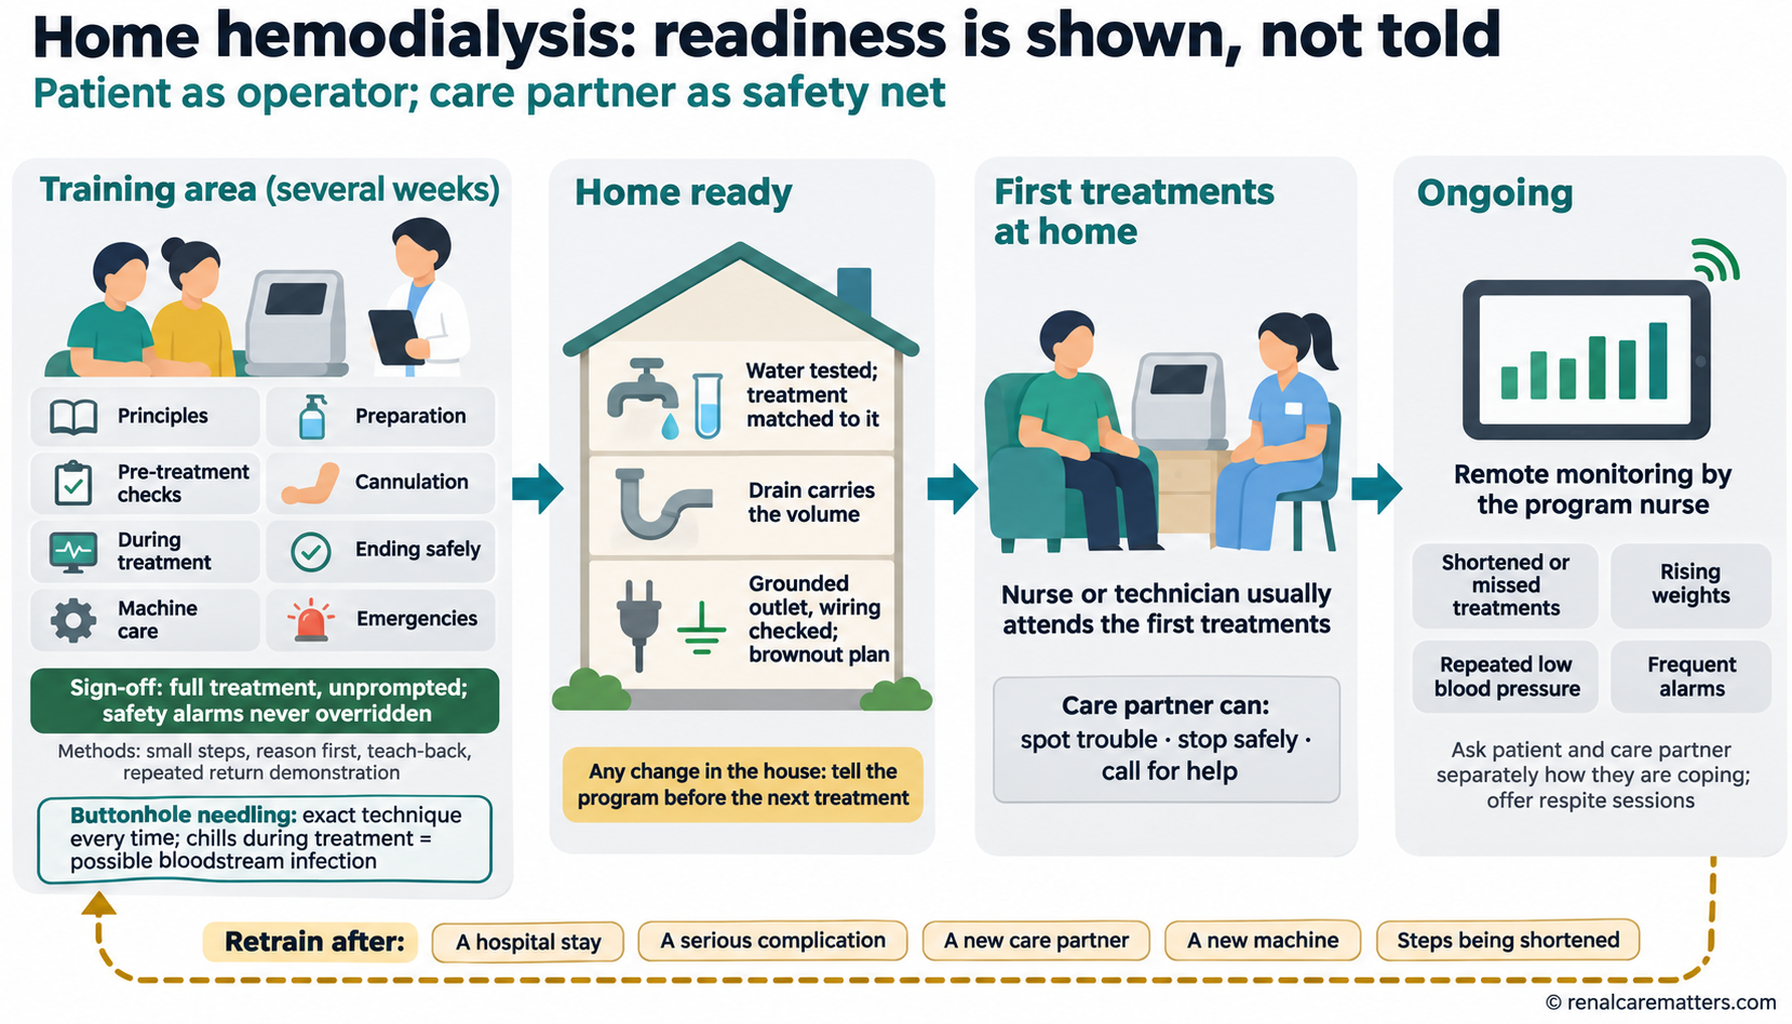 Home hemodialysis: readiness is shown, not told
Patient as operator; care partner as safety net
Training area (several weeks)
Principles
Preparation
Pre-treatment
checks
Cannulation
During
treatment
Ending safely
Machine
care
Emergencies
Sign-off: full treatment, unprompted;
safety alarms never overridden
Methods: small steps, reason first, teach-back,
repeated return demonstration
Buttonhole needling: exact technique
every time; chills during treatment =
possible bloodstream infection
Home ready
Water tested;
treatment
matched to it
Drain carries
the volume
Grounded
outlet, wiring
checked;
brownout plan
Any change in the house: tell the
program before the next treatment
First treatments
at home
Nurse or technician usually
attends the first treatments
Care partner can:
spot trouble · stop safely ·
call for help
Ongoing
Remote monitoring by
the program nurse
Shortened or
missed
treatments
Rising
weights
Repeated low
blood pressure
Frequent
alarms
Ask patient and care partner
separately how they are coping;
offer respite sessions
Retrain after:
A hospital stay
A serious complication
A new care partner
A new machine
Steps being shortened
© renalcarematters.com